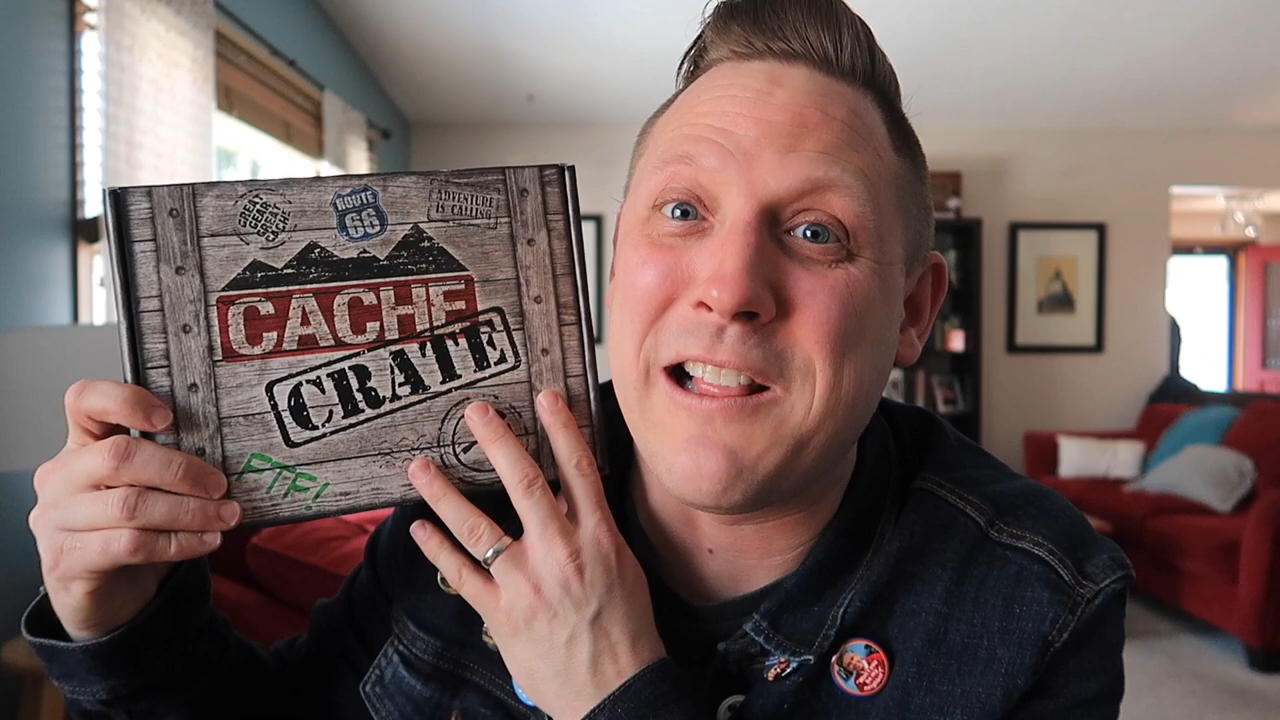 ROUTE
66
ADVENTURE
IS CALLING
CACHE
CRATE
FTF!